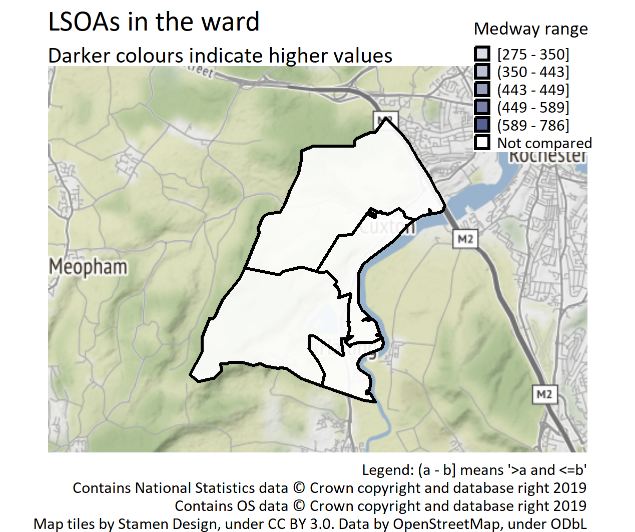 LSOAs in the ward
Darker colours indicate higher values
Medway range
[275 - 350]
(350 - 443]
(443 - 449]
(449 - 589]
(589 - 786]
Not compared
Rochester
M2
Meopham
M2
Legend: (a - b] means '>a and <=b'
Contains National Statistics data © Crown copyright and database right 2019
Contains OS data © Crown copyright and database right 2019
Map tiles by Stamen Design, under CC BY 3.0. Data by OpenStreetMap, under ODbL